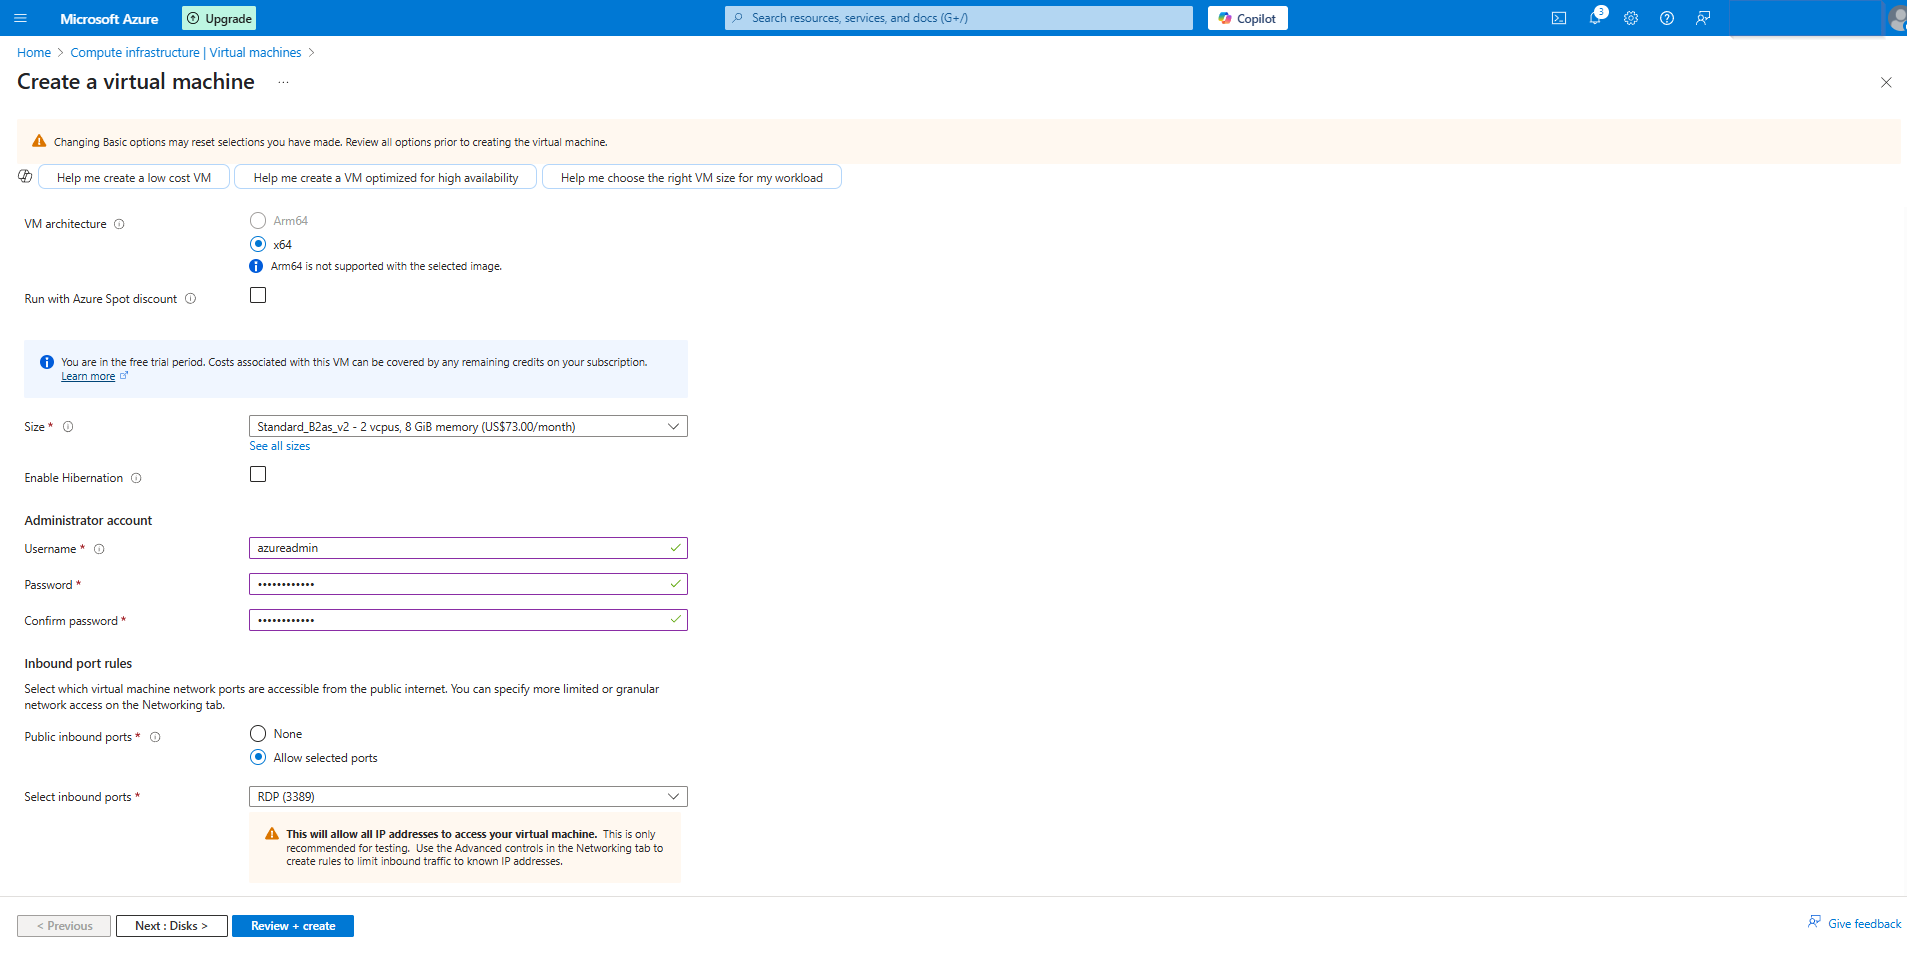 Microsoft Azure
Upgrade
Search resources, services, and docs (G+/)
Copilot
3
Home > Compute infrastructure | Virtual machines >
Create a virtual machine ...
Changing Basic options may reset selections you have made. Review all options prior to creating the virtual machine.
Help me create a low cost VM
Help me create a VM optimized for high availability
Help me choose the right VM size for my workload
VM architecture
Arm64
x64
Arm64 is not supported with the selected image.
Run with Azure Spot discount
You are in the free trial period. Costs associated with this VM can be covered by any remaining credits on your subscription.
Learn more
Size *
Standard_B2as_v2 - 2 vcpus, 8 GiB memory (US$73.00/month)
See all sizes
Enable Hibernation
Administrator account
Username *
azureadmin
Password *
••••••••••••
Confirm password *
••••••••••••
Inbound port rules
Select which virtual machine network ports are accessible from the public internet. You can specify more limited or granular
network access on the Networking tab.
Public inbound ports *
None
Allow selected ports
Select inbound ports *
RDP (3389)
This will allow all IP addresses to access your virtual machine. This is only
recommended for testing. Use the Advanced controls in the Networking tab to
create rules to limit inbound traffic to known IP addresses.
< Previous
Next : Disks >
Review + create
Give feedback